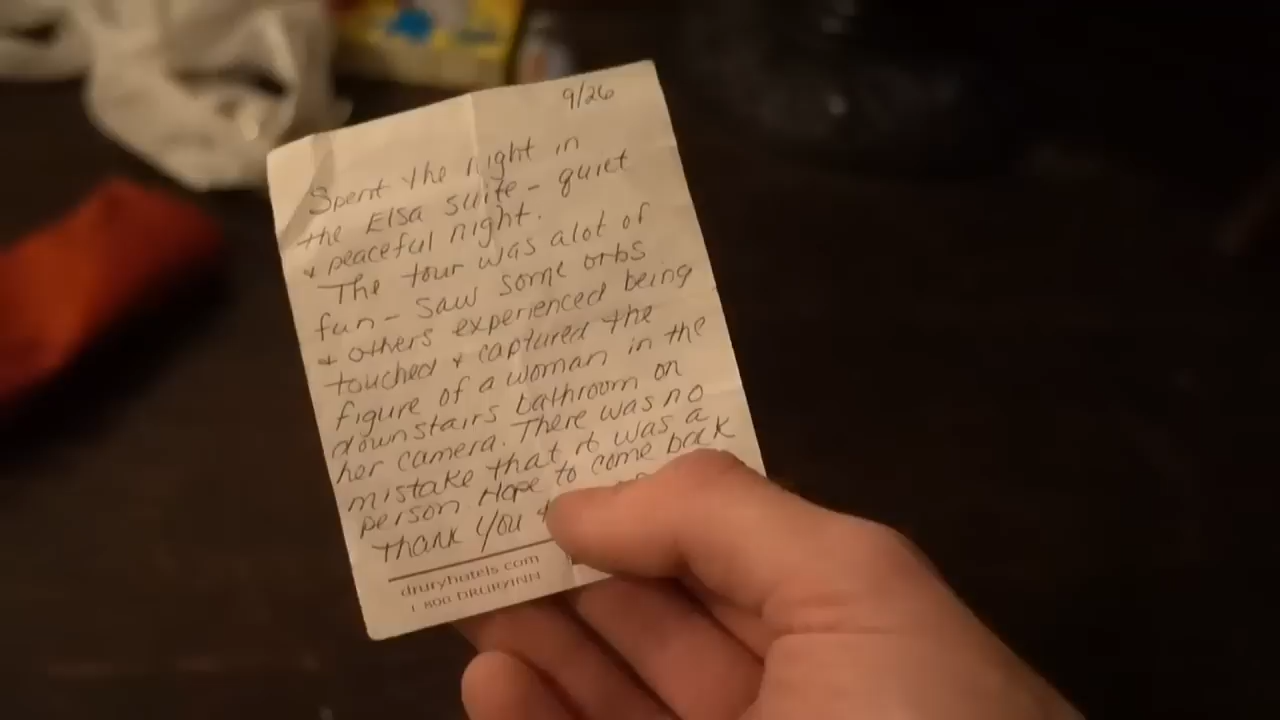 9/26
Spent the night in
the Elsa suite - quiet
+ peaceful night.
The tour was alot of
fun - saw some orbs
+ others experienced being
touched + captured the
figure of a woman in the
downstairs bathroom on
her camera. There was no
mistake that it was a
person. Hope to come back
Thank you
druryhotels.com
1 800 DRURYINN